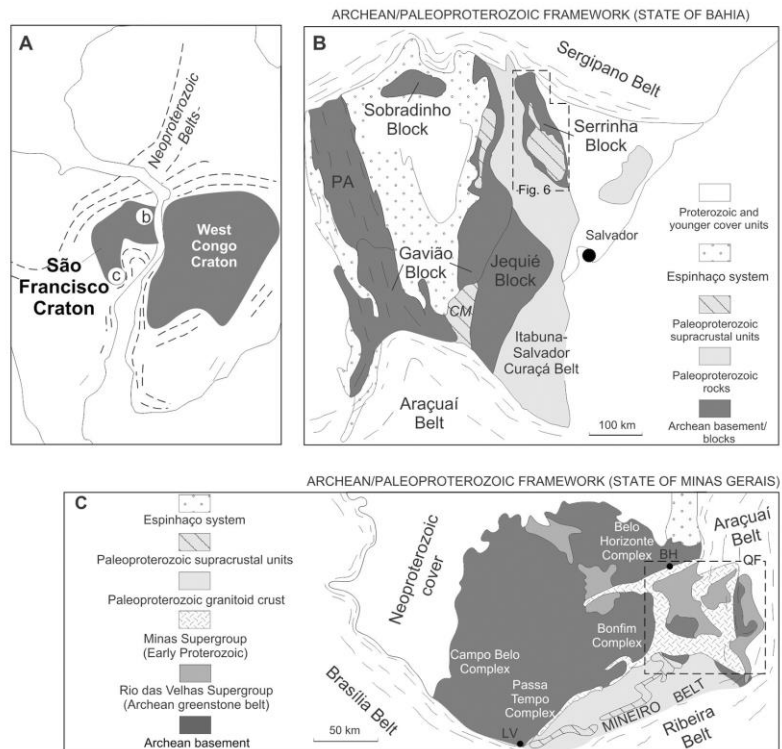 ARCHEAN/PALEOPROTEROZOIC FRAMEWORK (STATE OF BAHIA)
A
Neoproterozoic
Belts
b
West
Congo
Craton
São
Francisco
Craton
c
B
Sergipano Belt
Sobradinho
Block
Serrinha
Block
PA
Fig. 6
Salvador
Gavião
Block
Jequié
Block
CM
Itabuna-
Salvador
Curaçá Belt
Araçuaí
Belt
100 km
Proterozoic and
younger cover units
Espinhaço system
Paleoproterozoic
supracrustal units
Paleoproterozoic
rocks
Archean basement/
blocks
ARCHEAN/PALEOPROTEROZOIC FRAMEWORK (STATE OF MINAS GERAIS)
C
Espinhaço system
Paleoproterozoic supracrustal units
Paleoproterozoic granitoid crust
Minas Supergroup
(Early Proterozoic)
Rio das Velhas Supergroup
(Archean greenstone belt)
Archean basement
Neoproterozoic
cover
Brasília Belt
50 km
Belo
Horizonte
Complex
BH
Araçuaí
Belt
QF
Bonfim
Complex
Campo Belo
Complex
Passa
Tempo
Complex
LV
MINEIRO BELT
Ribeira
Belt